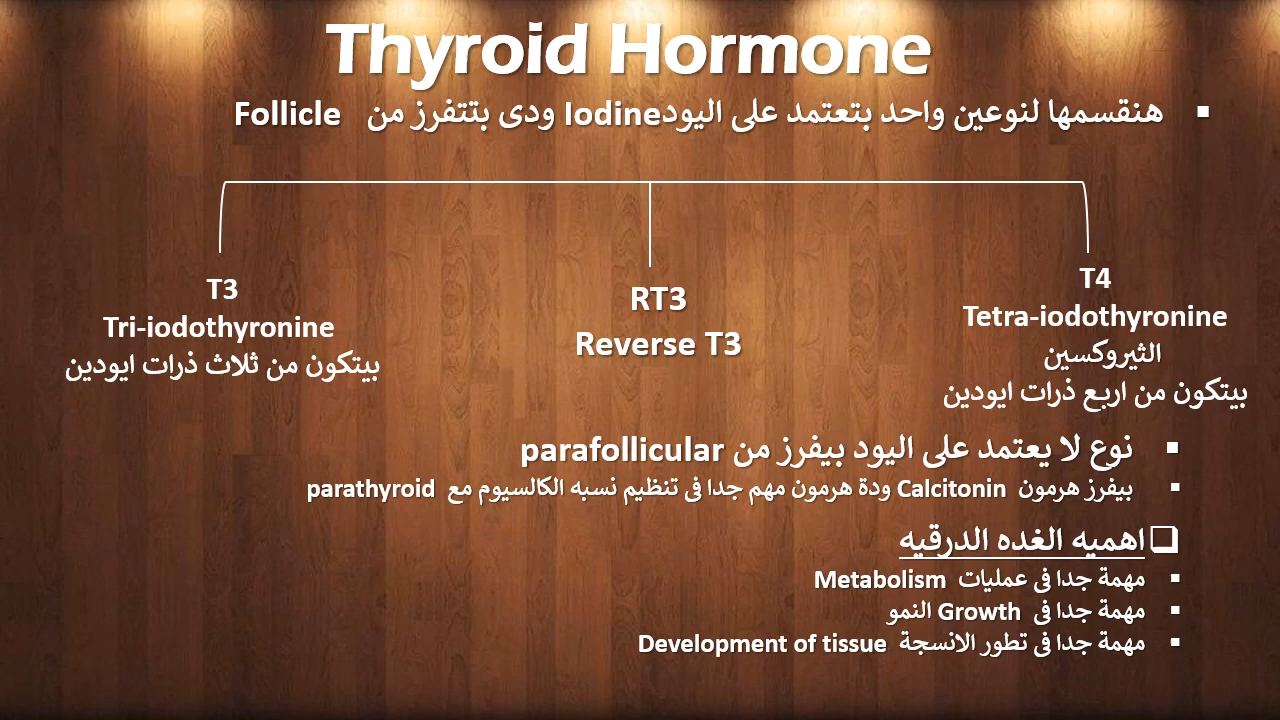 Thyroid Hormone
▪ هنقسمها لنوعين واحد بتعتمد على اليودIodine ودى بتتفرز من Follicle
T4
Tetra-iodothyronine
الثيروكسين
بيتكون من اربع ذرات ايودين
RT3
Reverse T3
T3
Tri-iodothyronine
بيتكون من ثلاث ذرات ايودين
▪ نوع لا يعتمد على اليود بيفرز من parafollicular
▪ بيفرز هرمون Calcitonin ودة هرمون مهم جدا فى تنظيم نسبه الكالسيوم مع parathyroid
❑ اهميه الغده الدرقيه
▪ مهمة جدا فى عمليات Metabolism
▪ مهمة جدا فى Growth النمو
▪ مهمة جدا فى تطور الانسجة Development of tissue